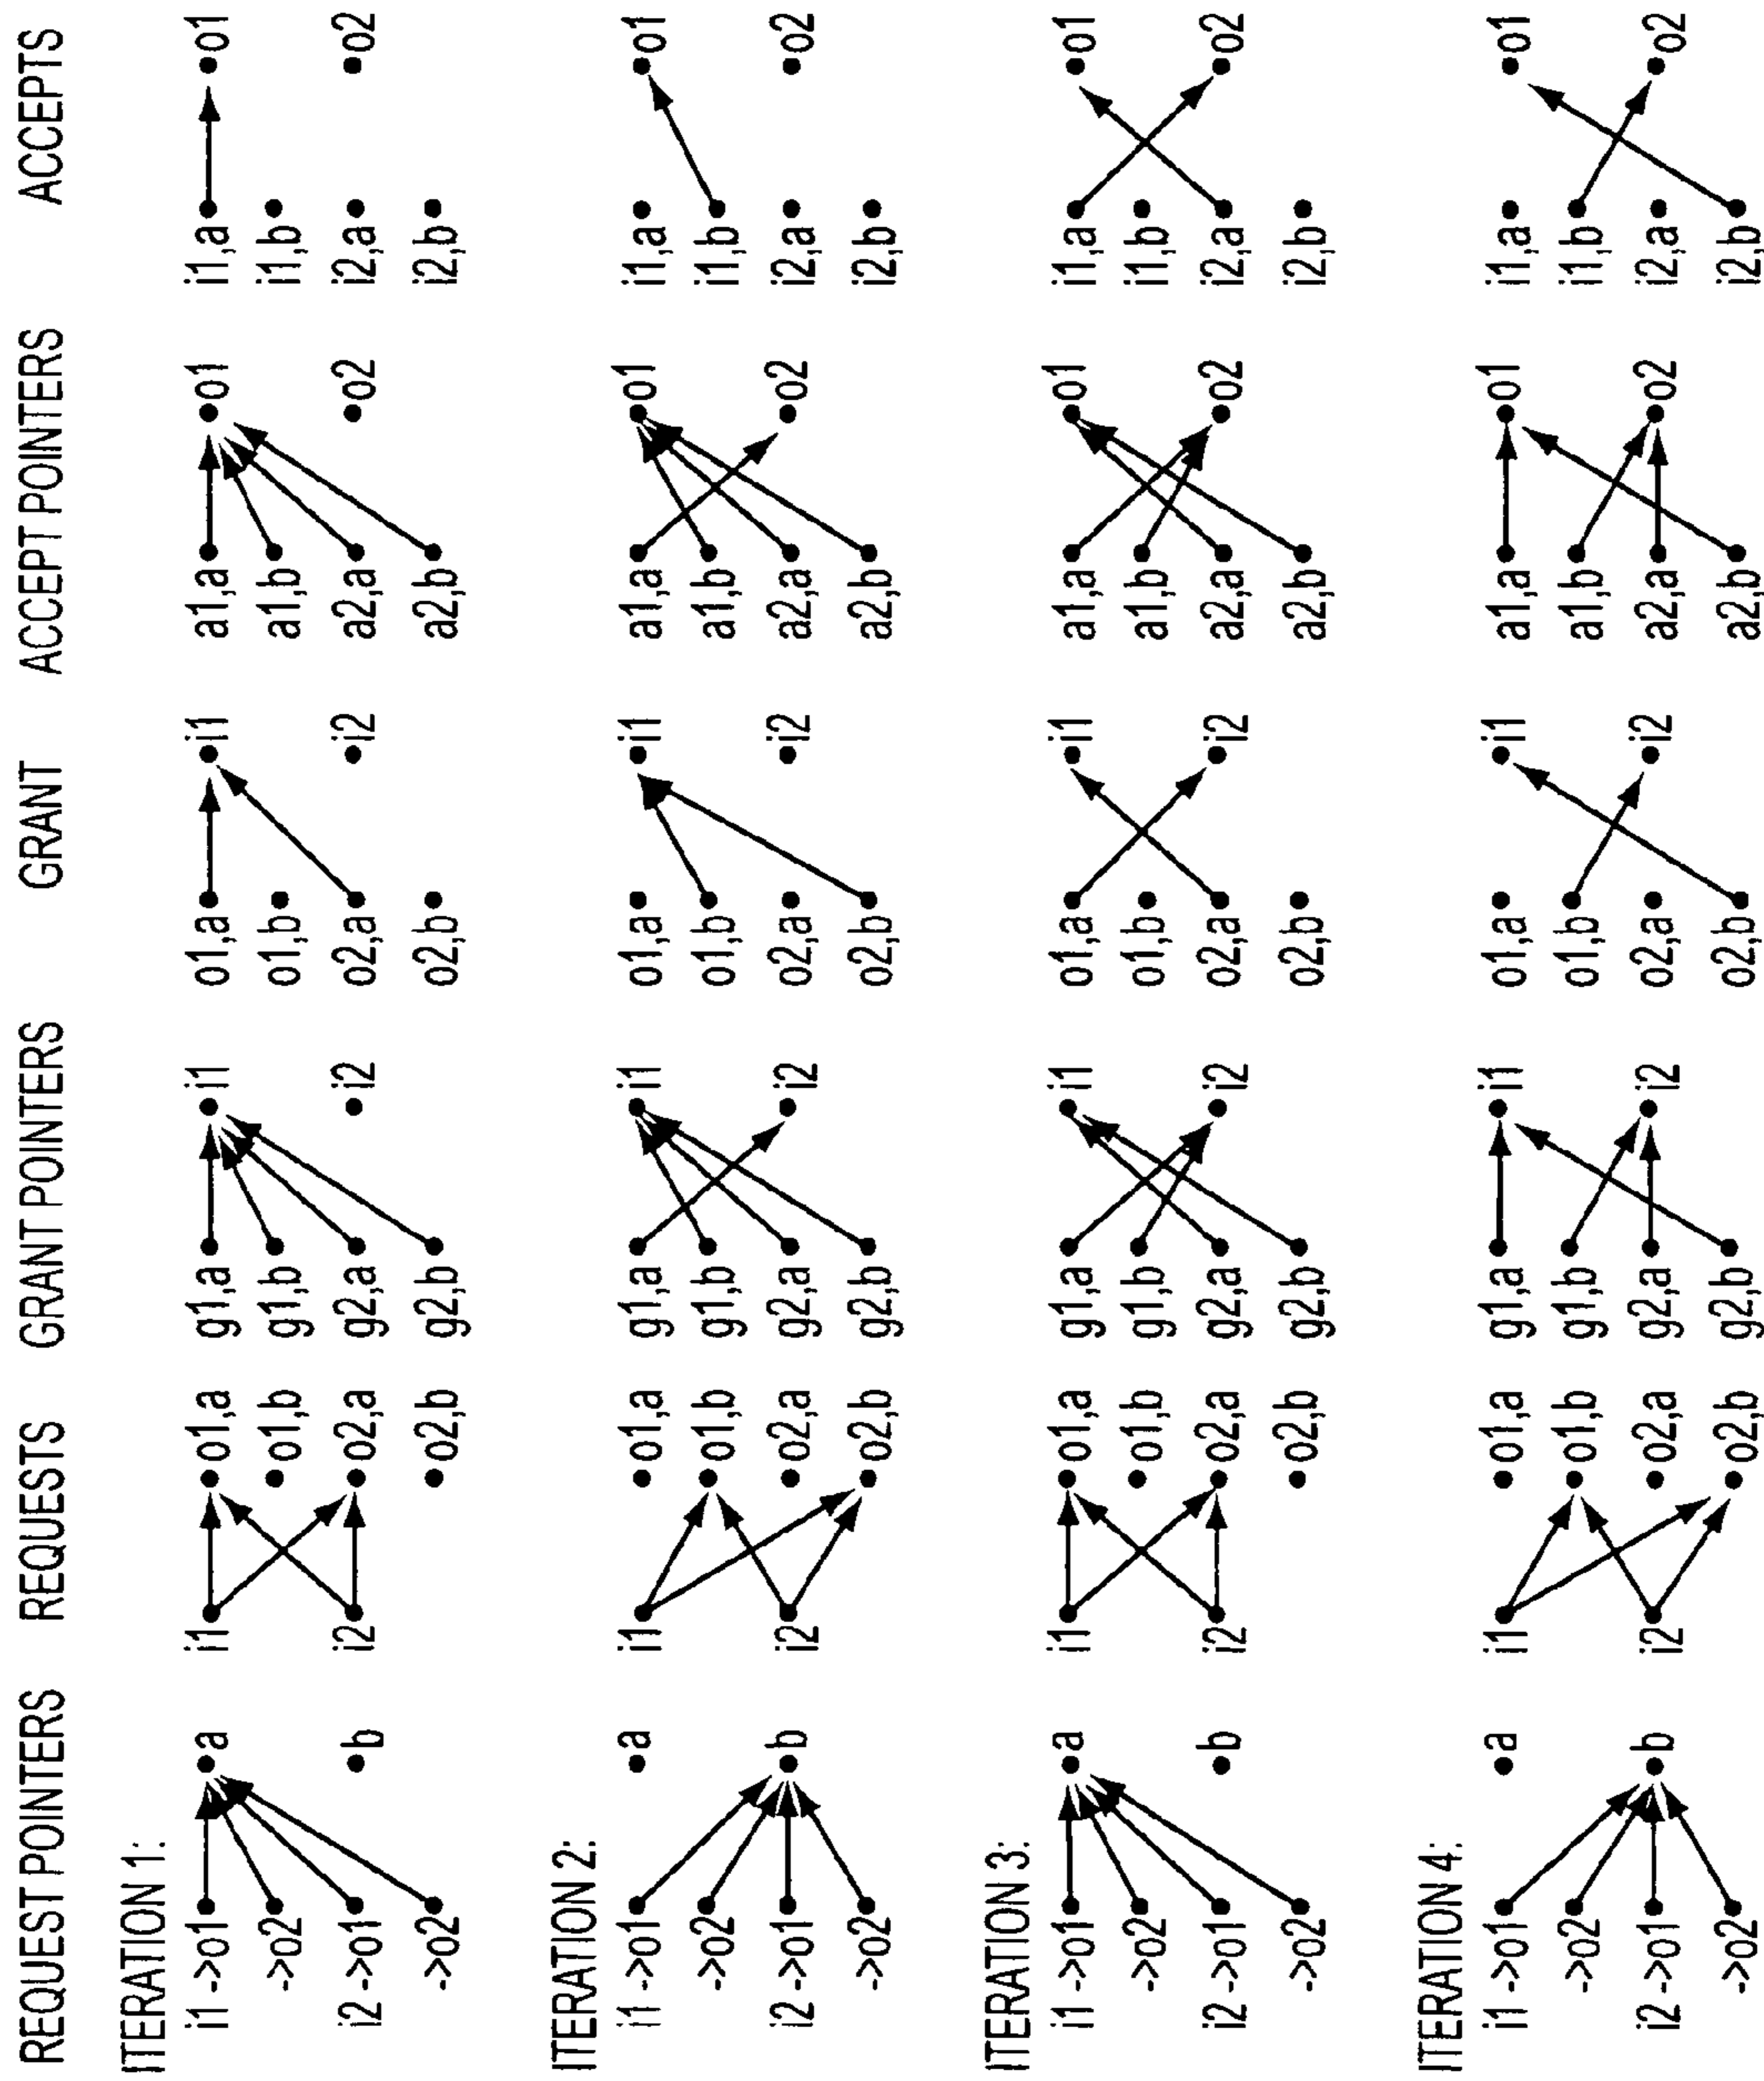 REQUEST POINTERS REQUESTS GRANT POINTERS GRANT ACCEPT POINTERS ACCEPTS
ITERATION 1:
i1 ->o1 a i1 o1,a g1,a i1 o1,a i1 a1,a o1 i1,a o1
->o2 o1,b g1,b o1,b a1,b i1,b
i2 ->o1 b i2 o2,a g2,a i2 o2,a i2 a2,a o2 i2,a o2
->o2 o2,b g2,b o2,b a2,b i2,b
ITERATION 2:
i1 ->o1 a i1 o1,a g1,a i1 o1,a i1 a1,a o1 i1,a o1
->o2 o1,b g1,b o1,b a1,b i1,b
i2 ->o1 b i2 o2,a g2,a i2 o2,a i2 a2,a o2 i2,a o2
->o2 o2,b g2,b o2,b a2,b i2,b
ITERATION 3:
i1 ->o1 a i1 o1,a g1,a i1 o1,a i1 a1,a o1 i1,a o1
->o2 o1,b g1,b o1,b a1,b i1,b
i2 ->o1 b i2 o2,a g2,a i2 o2,a i2 a2,a o2 i2,a o2
->o2 o2,b g2,b o2,b a2,b i2,b
ITERATION 4:
i1 ->o1 a i1 o1,a g1,a i1 o1,a i1 a1,a o1 i1,a o1
->o2 o1,b g1,b o1,b a1,b i1,b
i2 ->o1 b i2 o2,a g2,a i2 o2,a i2 a2,a o2 i2,a o2
->o2 o2,b g2,b o2,b a2,b i2,b